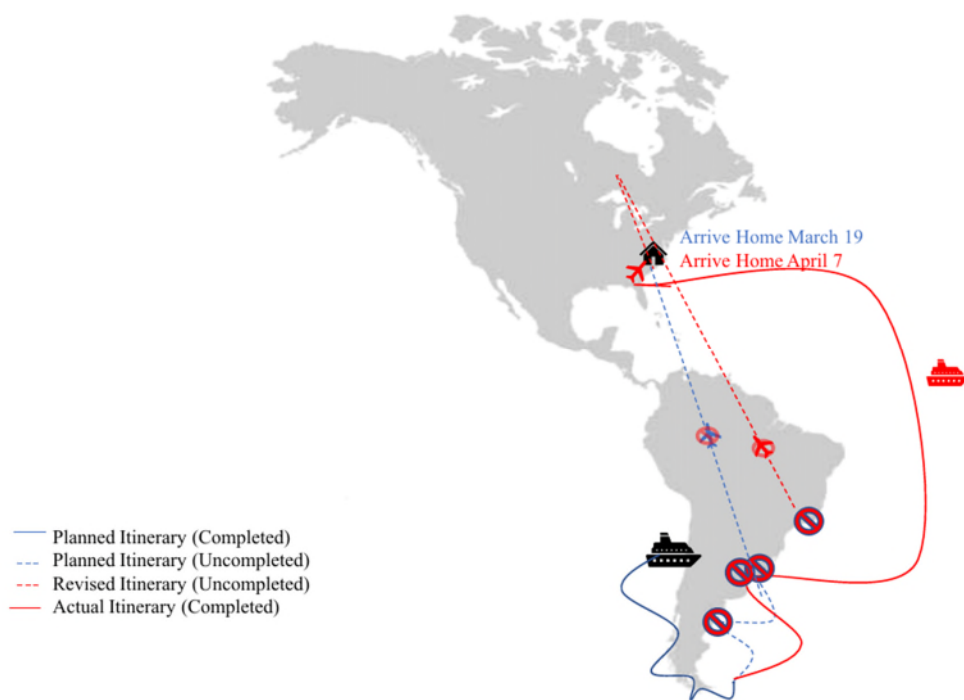 Arrive Home March 19
Arrive Home April 7
Planned Itinerary (Completed)
Planned Itinerary (Uncompleted)
Revised Itinerary (Uncompleted)
Actual Itinerary (Completed)